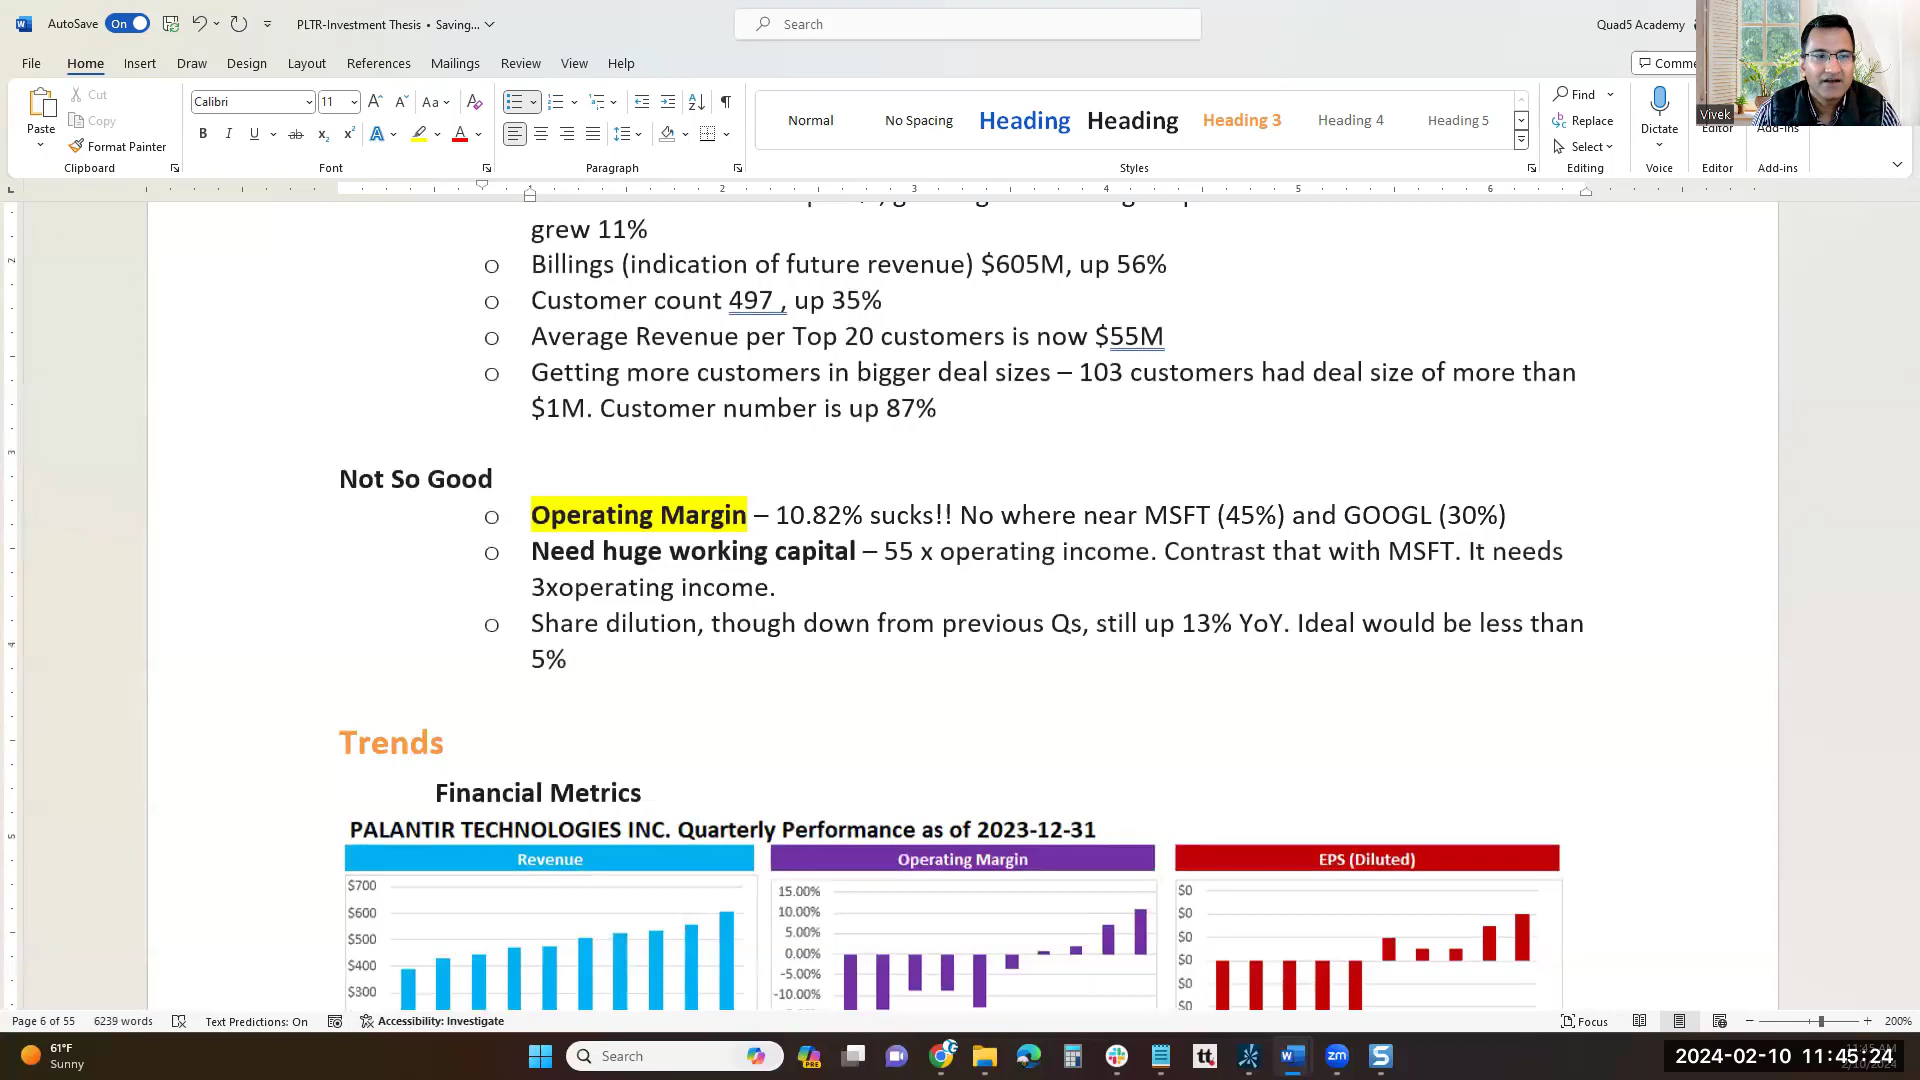 AutoSave On PLTR-Investment Thesis • Saving... Search Quad5 Academy
File Home Insert Draw Design Layout References Mailings Review View Help
Vivek
Paste
Cut
Copy
Format Painter
Clipboard
Calibri 11
Font
Paragraph
Normal No Spacing Heading Heading Heading 3 Heading 4 Heading 5
Styles
Find
Replace
Select
Editing
Dictate
Voice
Editor
Editor
Add-ins
Add-ins
1 2 3 4 5 6
grew 11%
o Billings (indication of future revenue) $605M, up 56%
o Customer count 497 , up 35%
o Average Revenue per Top 20 customers is now $55M
o Getting more customers in bigger deal sizes – 103 customers had deal size of more than
$1M. Customer number is up 87%
Not So Good
o Operating Margin – 10.82% sucks!! No where near MSFT (45%) and GOOGL (30%)
o Need huge working capital – 55 x operating income. Contrast that with MSFT. It needs
3xoperating income.
o Share dilution, though down from previous Qs, still up 13% YoY. Ideal would be less than
5%
Trends
Financial Metrics
PALANTIR TECHNOLOGIES INC. Quarterly Performance as of 2023-12-31
Revenue
$700
$600
$500
$400
$300
Operating Margin
15.00%
10.00%
5.00%
0.00%
-5.00%
-10.00%
EPS (Diluted)
$0
$0
$0
$0
$0
$0
Page 6 of 55 6239 words Text Predictions: On Accessibility: Investigate Focus 200%
61°F
Sunny
Search
2024-02-10 11:45:24